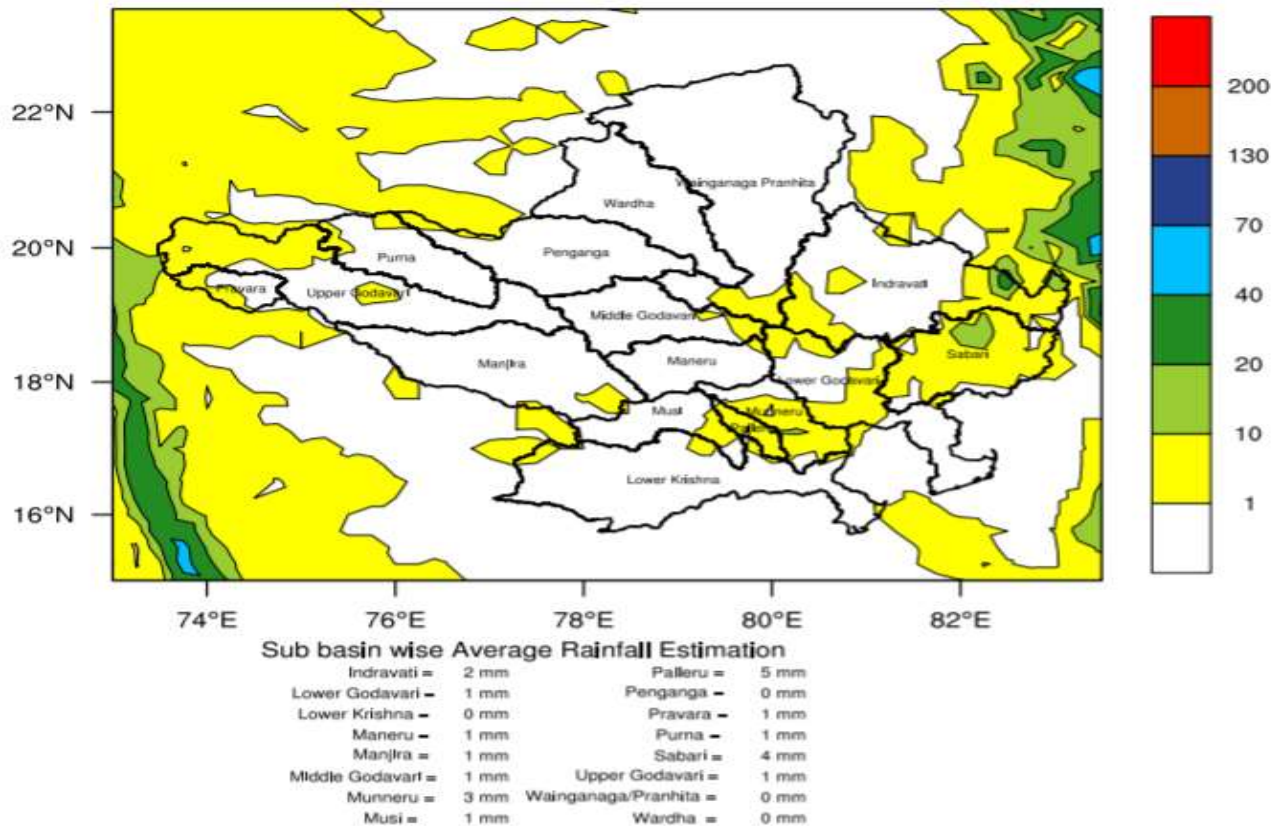 22°N
20°N
18°N
16°N
74°E 76°E 78°E 80°E 82°E
200
130
70
40
20
10
1
Wainganaga Pranhita
Wardha
Purna
Penganga
Pravara
Upper Godavari
Indravati
Middle Godavari
Manjira
Maneru
Sabari
Lower Godavari
Musi
Munneru
Palleru
Lower Krishna
Sub basin wise Average Rainfall Estimation
Indravati = 2 mm Palleru = 5 mm
Lower Godavari = 1 mm Penganga = 0 mm
Lower Krishna = 0 mm Pravara = 1 mm
Maneru = 1 mm Purna = 1 mm
Manjira = 1 mm Sabari = 4 mm
Middle Godavari = 1 mm Upper Godavari = 1 mm
Munneru = 3 mm Wainganaga/Pranhita = 0 mm
Musi = 1 mm Wardha = 0 mm